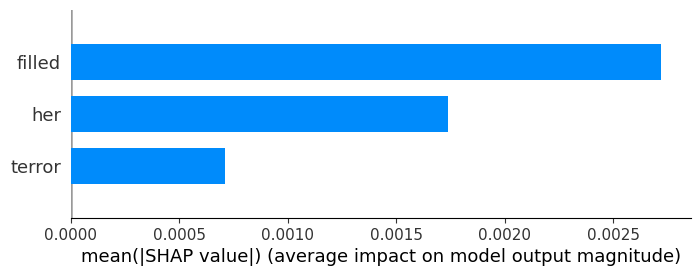 filled
her
terror
0.0000 0.0005 0.0010 0.0015 0.0020 0.0025
mean(|SHAP value|) (average impact on model output magnitude)